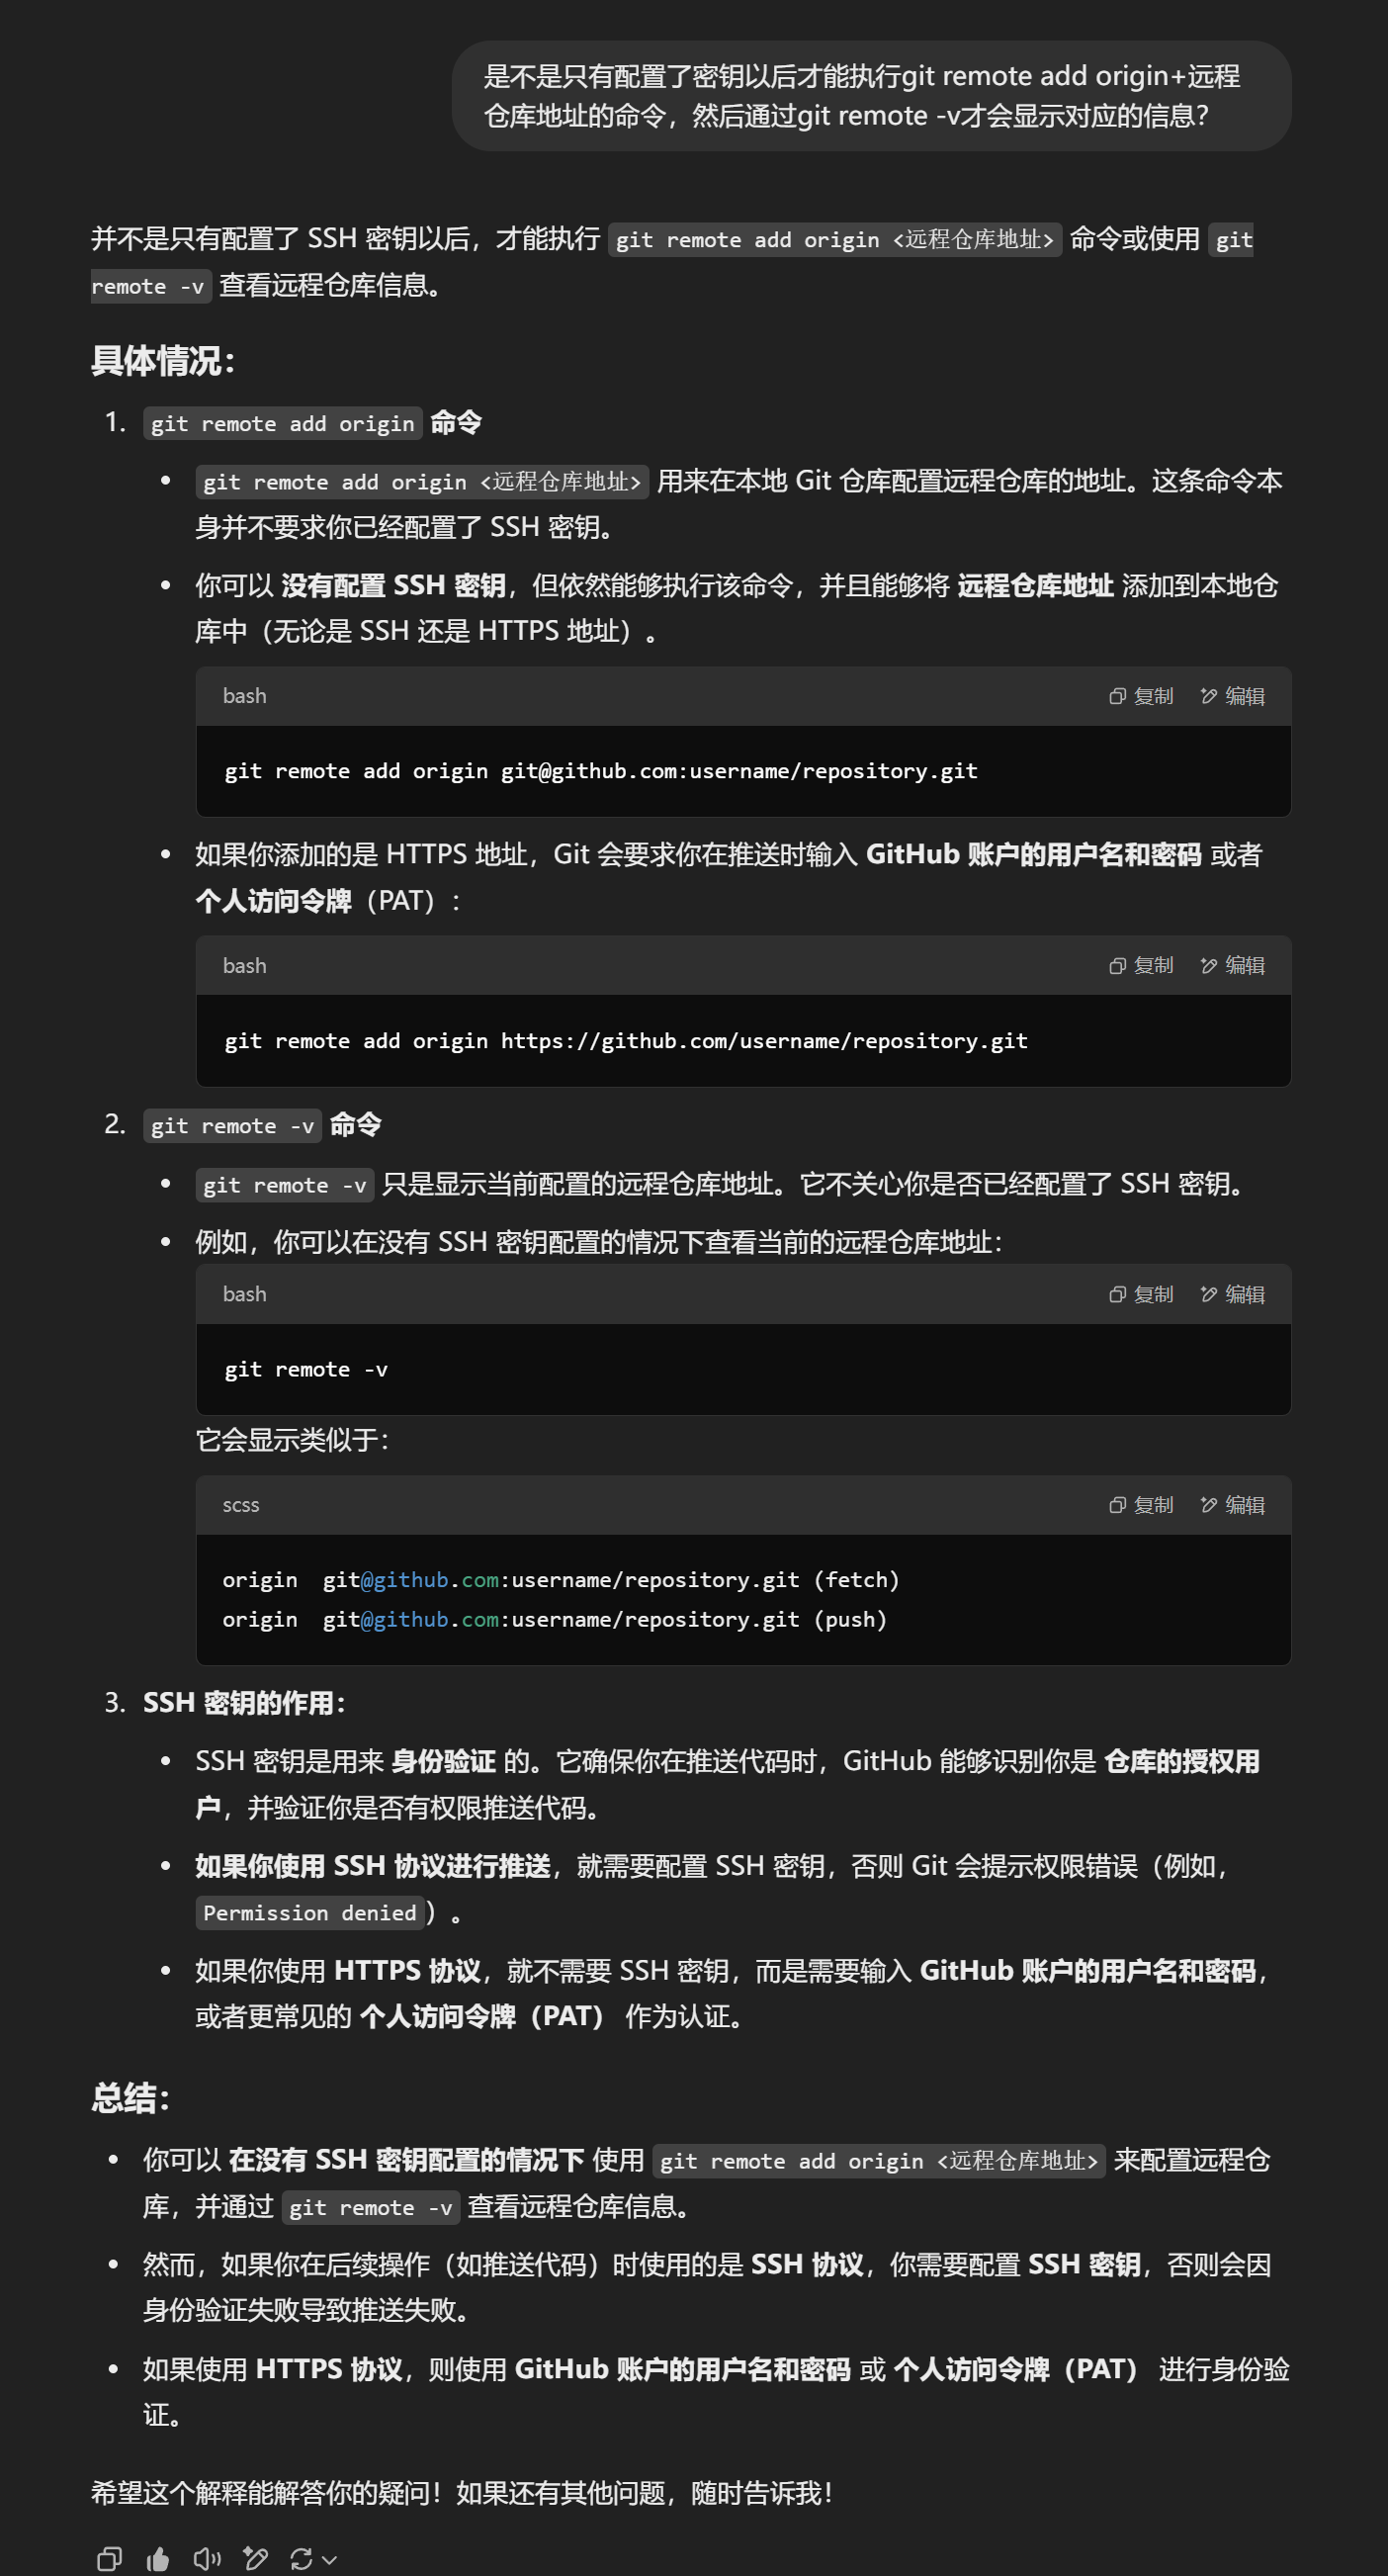 是不是只有配置了密钥以后才能执行git remote add origin+远程
仓库地址的命令，然后通过git remote -v才会显示对应的信息？
并不是只有配置了 SSH 密钥以后，才能执行 git remote add origin <远程仓库地址> 命令或使用 git
remote -v 查看远程仓库信息。
具体情况：
1. git remote add origin 命令
• git remote add origin <远程仓库地址> 用来在本地 Git 仓库配置远程仓库的地址。这条命令本
身并不要求你已经配置了 SSH 密钥。
• 你可以 没有配置 SSH 密钥，但依然能够执行该命令，并且能够将 远程仓库地址 添加到本地仓
库中（无论是 SSH 还是 HTTPS 地址）。
bash 复制 编辑
git remote add origin git@github.com:username/repository.git
• 如果你添加的是 HTTPS 地址，Git 会要求你在推送时输入 GitHub 账户的用户名和密码 或者
个人访问令牌（PAT）：
bash 复制 编辑
git remote add origin https://github.com/username/repository.git
2. git remote -v 命令
• git remote -v 只是显示当前配置的远程仓库地址。它不关心你是否已经配置了 SSH 密钥。
• 例如，你可以在没有 SSH 密钥配置的情况下查看当前的远程仓库地址：
bash 复制 编辑
git remote -v
它会显示类似于：
scss 复制 编辑
origin  git@github.com:username/repository.git (fetch)
origin  git@github.com:username/repository.git (push)
3. SSH 密钥的作用：
• SSH 密钥是用来 身份验证 的。它确保你在推送代码时，GitHub 能够识别你是 仓库的授权用
户，并验证你是否有权限推送代码。
• 如果你使用 SSH 协议进行推送，就需要配置 SSH 密钥，否则 Git 会提示权限错误（例如，
Permission denied）。
• 如果你使用 HTTPS 协议，就不需要 SSH 密钥，而是需要输入 GitHub 账户的用户名和密码，
或者更常见的 个人访问令牌（PAT） 作为认证。
总结：
• 你可以 在没有 SSH 密钥配置的情况下 使用 git remote add origin <远程仓库地址> 来配置远程仓
库，并通过 git remote -v 查看远程仓库信息。
• 然而，如果你在后续操作（如推送代码）时使用的是 SSH 协议，你需要配置 SSH 密钥，否则会因
身份验证失败导致推送失败。
• 如果使用 HTTPS 协议，则使用 GitHub 账户的用户名和密码 或 个人访问令牌（PAT） 进行身份验
证。
希望这个解释能解答你的疑问！如果还有其他问题，随时告诉我！